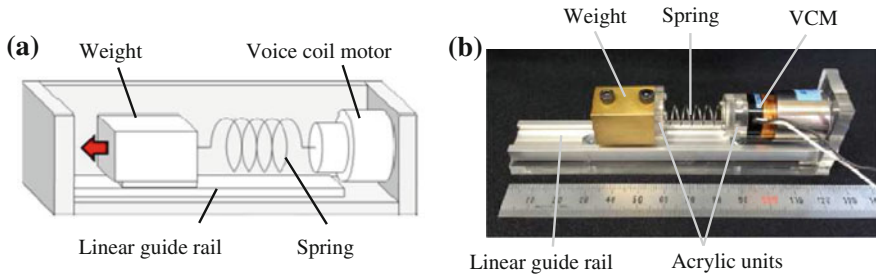 (a)
Weight
Voice coil motor
Linear guide rail
Spring
(b)
Weight
Spring
VCM
Linear guide rail
Acrylic units